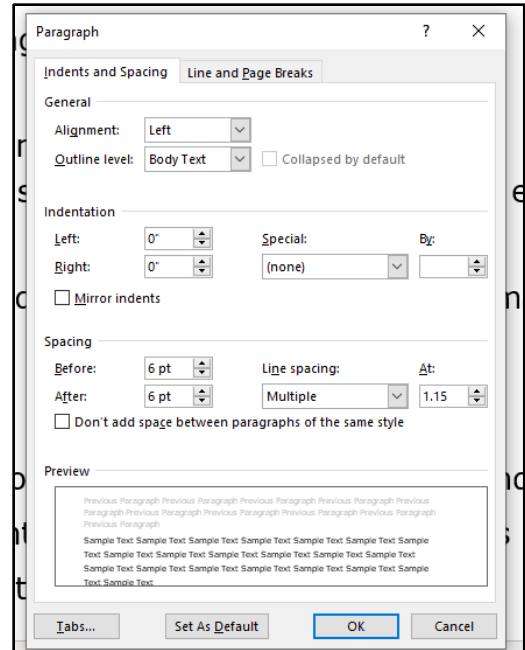 Paragraph ? ×
Indents and Spacing Line and Page Breaks
General
Alignment: Left
Outline level: Body Text Collapsed by default
Indentation
Left: 0" Special: By:
Right: 0" (none)
Mirror indents
Spacing
Before: 6 pt Line spacing: At:
After: 6 pt Multiple 1.15
Don't add space between paragraphs of the same style
Preview
Previous Paragraph Previous Paragraph Previous Paragraph Previous Paragraph Previous
Paragraph Previous Paragraph Previous Paragraph Previous Paragraph Previous Paragraph
Previous Paragraph
Sample Text Sample Text Sample Text Sample Text Sample Text Sample Text Sample
Text Sample Text Sample Text Sample Text Sample Text Sample Text Sample Text
Sample Text Sample Text Sample Text Sample Text Sample Text Sample Text Sample
Text Sample Text
Tabs... Set As Default OK Cancel